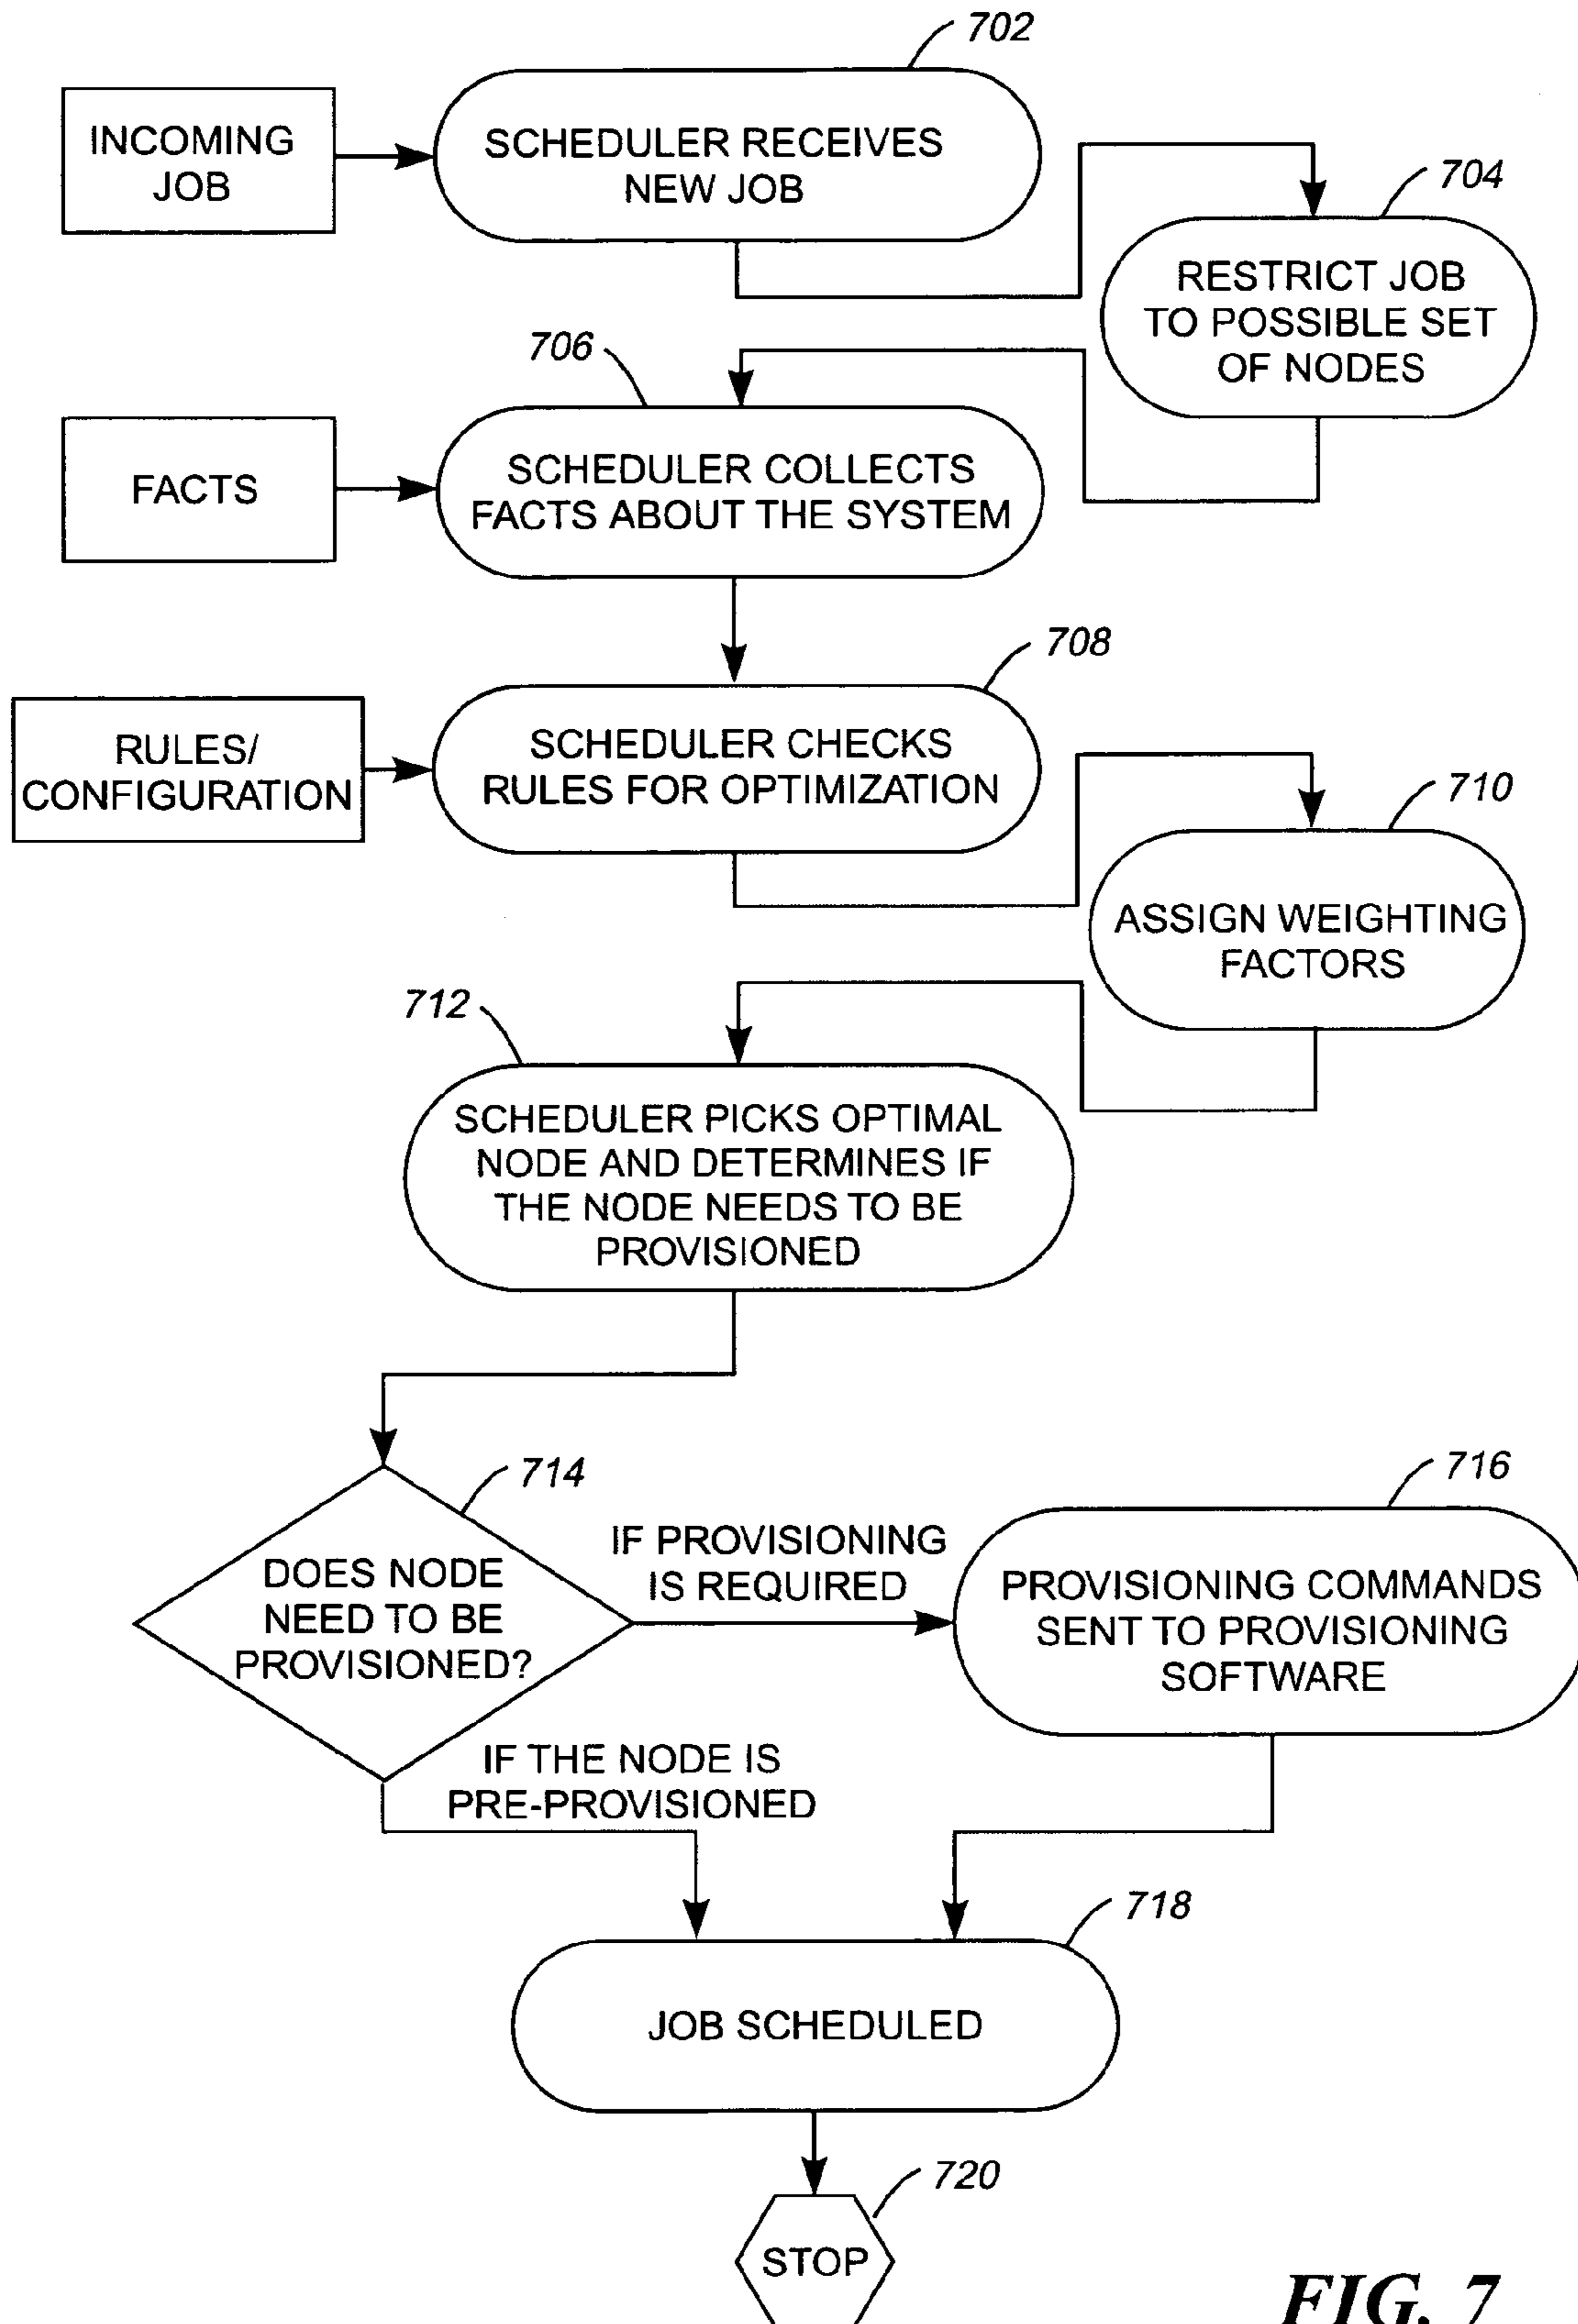 702
INCOMING
JOB
SCHEDULER RECEIVES
NEW JOB
704
RESTRICT JOB
TO POSSIBLE SET
OF NODES
706
FACTS
SCHEDULER COLLECTS
FACTS ABOUT THE SYSTEM
708
RULES/
CONFIGURATION
SCHEDULER CHECKS
RULES FOR OPTIMIZATION
710
ASSIGN WEIGHTING
FACTORS
712
SCHEDULER PICKS OPTIMAL
NODE AND DETERMINES IF
THE NODE NEEDS TO BE
PROVISIONED
714
DOES NODE
NEED TO BE
PROVISIONED?
IF PROVISIONING
IS REQUIRED
716
PROVISIONING COMMANDS
SENT TO PROVISIONING
SOFTWARE
IF THE NODE IS
PRE-PROVISIONED
718
JOB SCHEDULED
720
STOP
FIG. 7